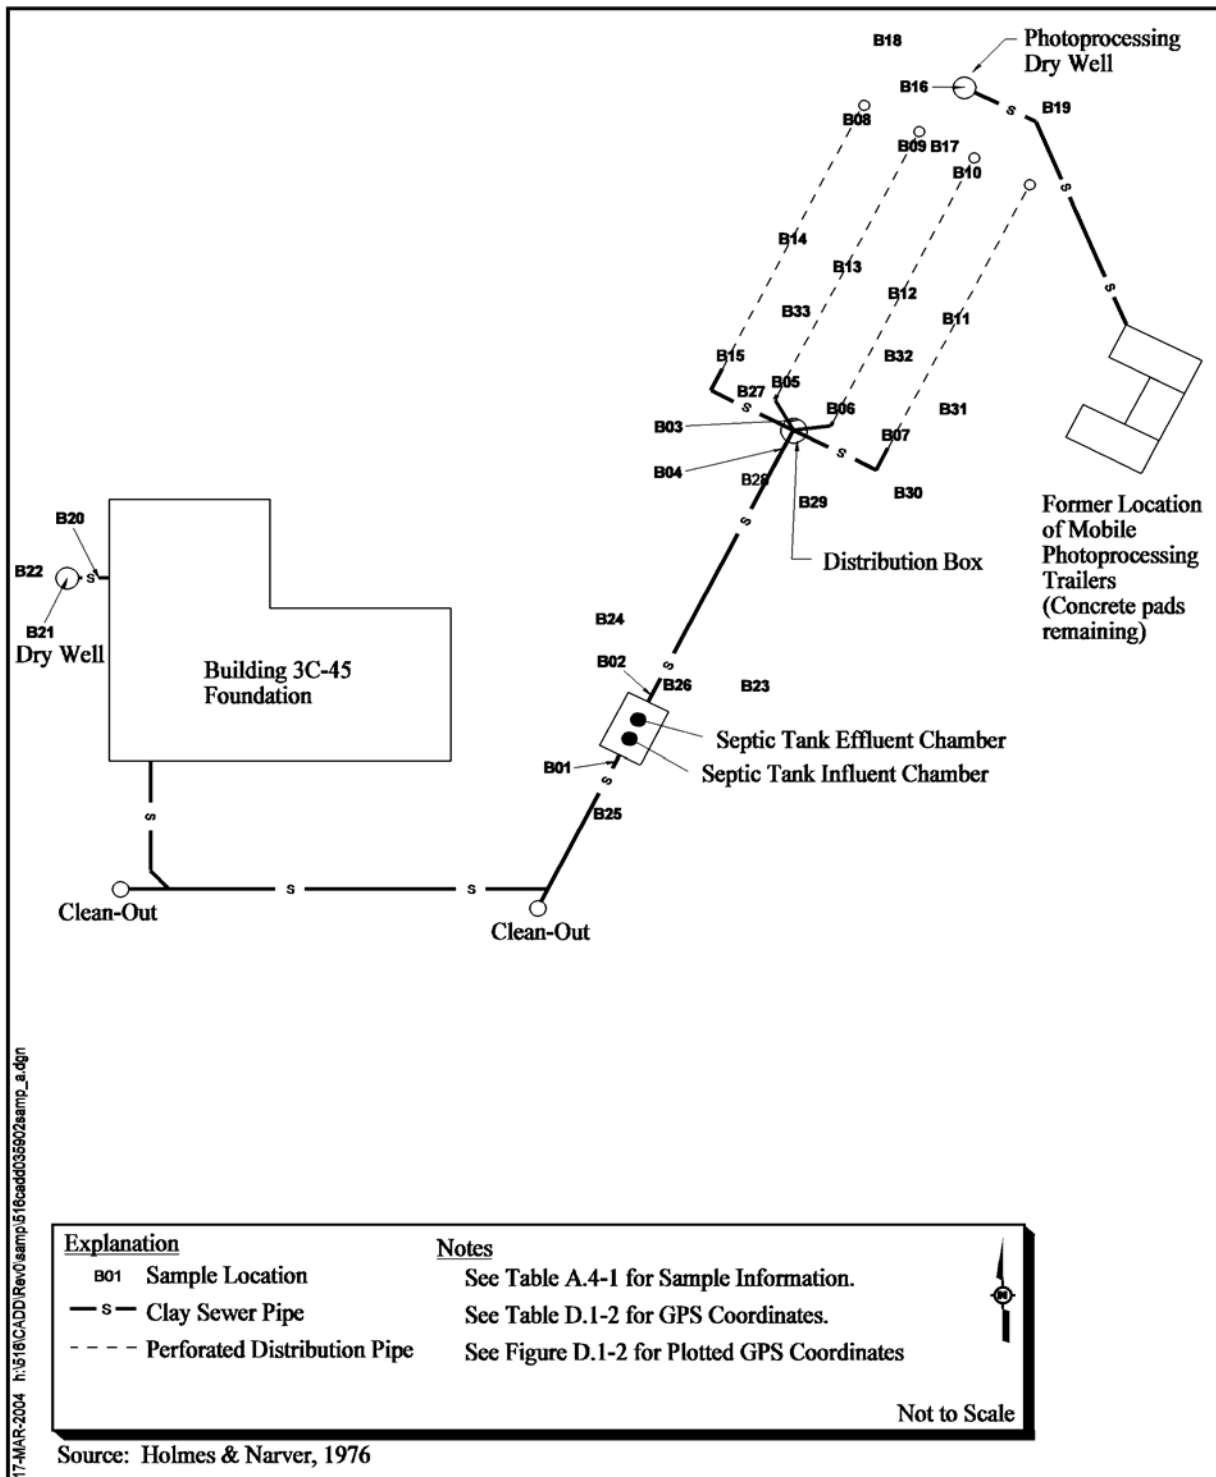 B18
Photoprocessing
Dry Well
B16
S
B19
B08
B09
B17
B10
S
B14
B13
B12
B11
S
B33
B15
B32
B27
B05
B06
B31
S
B03
B07
S
B04
B28
B30
B29
S
Former Location
of Mobile
Photoprocessing
Trailers
(Concrete pads
remaining)
Distribution Box
B20
B22
S
B21
Dry Well
Building 3C-45
Foundation
B24
B02
S
B26
B23
Septic Tank Effluent Chamber
B01
Septic Tank Influent Chamber
S
B25
S
S
S
Clean-Out
Clean-Out
17-MAR-2004 h:\516\CADD\Rev0\samp\516cadd035902samp_a.dgn
Explanation
B01 Sample Location
S Clay Sewer Pipe
Perforated Distribution Pipe
Notes
See Table A.4-1 for Sample Information.
See Table D.1-2 for GPS Coordinates.
See Figure D.1-2 for Plotted GPS Coordinates
N
Not to Scale
Source: Holmes & Narver, 1976